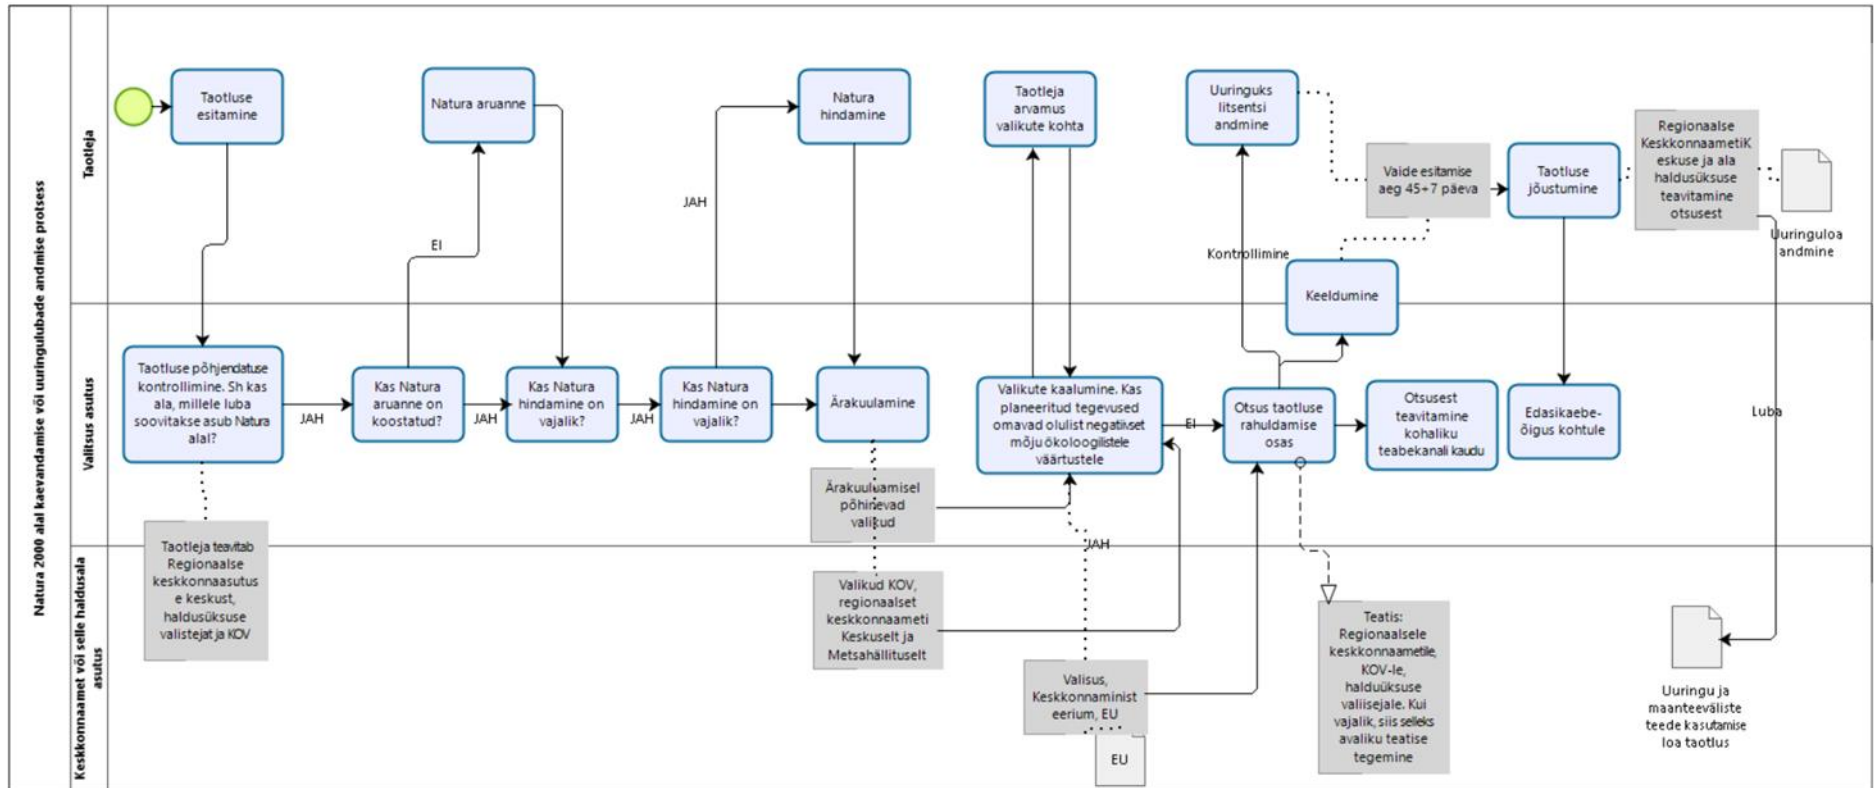 Natura 2000 alal kaevandamise või uuringulubade andmise protsess
Taotleja
Taotluse
esitamine
Natura aruanne
Natura
hindamine
Taotleja
arvamus
valikute kohta
Uuringuks
litsentsi
andmine
Vaide esitamise
aeg 45+7 päeva
Taotluse
jõustumine
Regionaalse
KeskkonnaametiK
eskuse ja ala
haldusüksuse
teavitamine
otsusest
Uuringuloa
andmine
EI
JAH
Kontrollimine
Keeldumine
Valitsus asutus
Taotluse põhjendatuse
kontrollimine. Sh kas
ala, millele luba
soovitakse asub Natura
alal?
JAH
Kas Natura
aruanne on
koostatud?
JAH
Kas Natura
hindamine on
vajalik?
JAH
Kas Natura
hindamine on
vajalik?
Ärakuulamine
Valikute kaalumine. Kas
planeeritud tegevused
omavad olulist negatiivset
mõju ökoloogilistele
väärtustele
EI
Otsus taotluse
rahuldamise
osas
Otsusest
teavitamine
kohaliku
teabekanali kaudu
Edasikaebe-
õigus kohtule
Luba
Ärakuuluamisel
põhinevad
valikud
JAH
Keskkonnaamet või selle haldusala
asutus
Taotleja teavitab
Regionaalse
keskkonnaasutus
e keskust,
haldusüksuse
valistejat ja KOV
Valikud KOV,
regionaalset
keskkonnaameti
Keskuselt ja
Metsahällituselt
Valisus,
Keskkonnaminist
eerium, EU
EU
Teatis:
Regionaalsele
keskkonnaametile,
KOV-le,
halduüksuse
valiisejale. Kui
vajalik, siis selleks
avaliku teatise
tegemine
Uuringu ja
maanteeväliste
teede kasutamise
loa taotlus